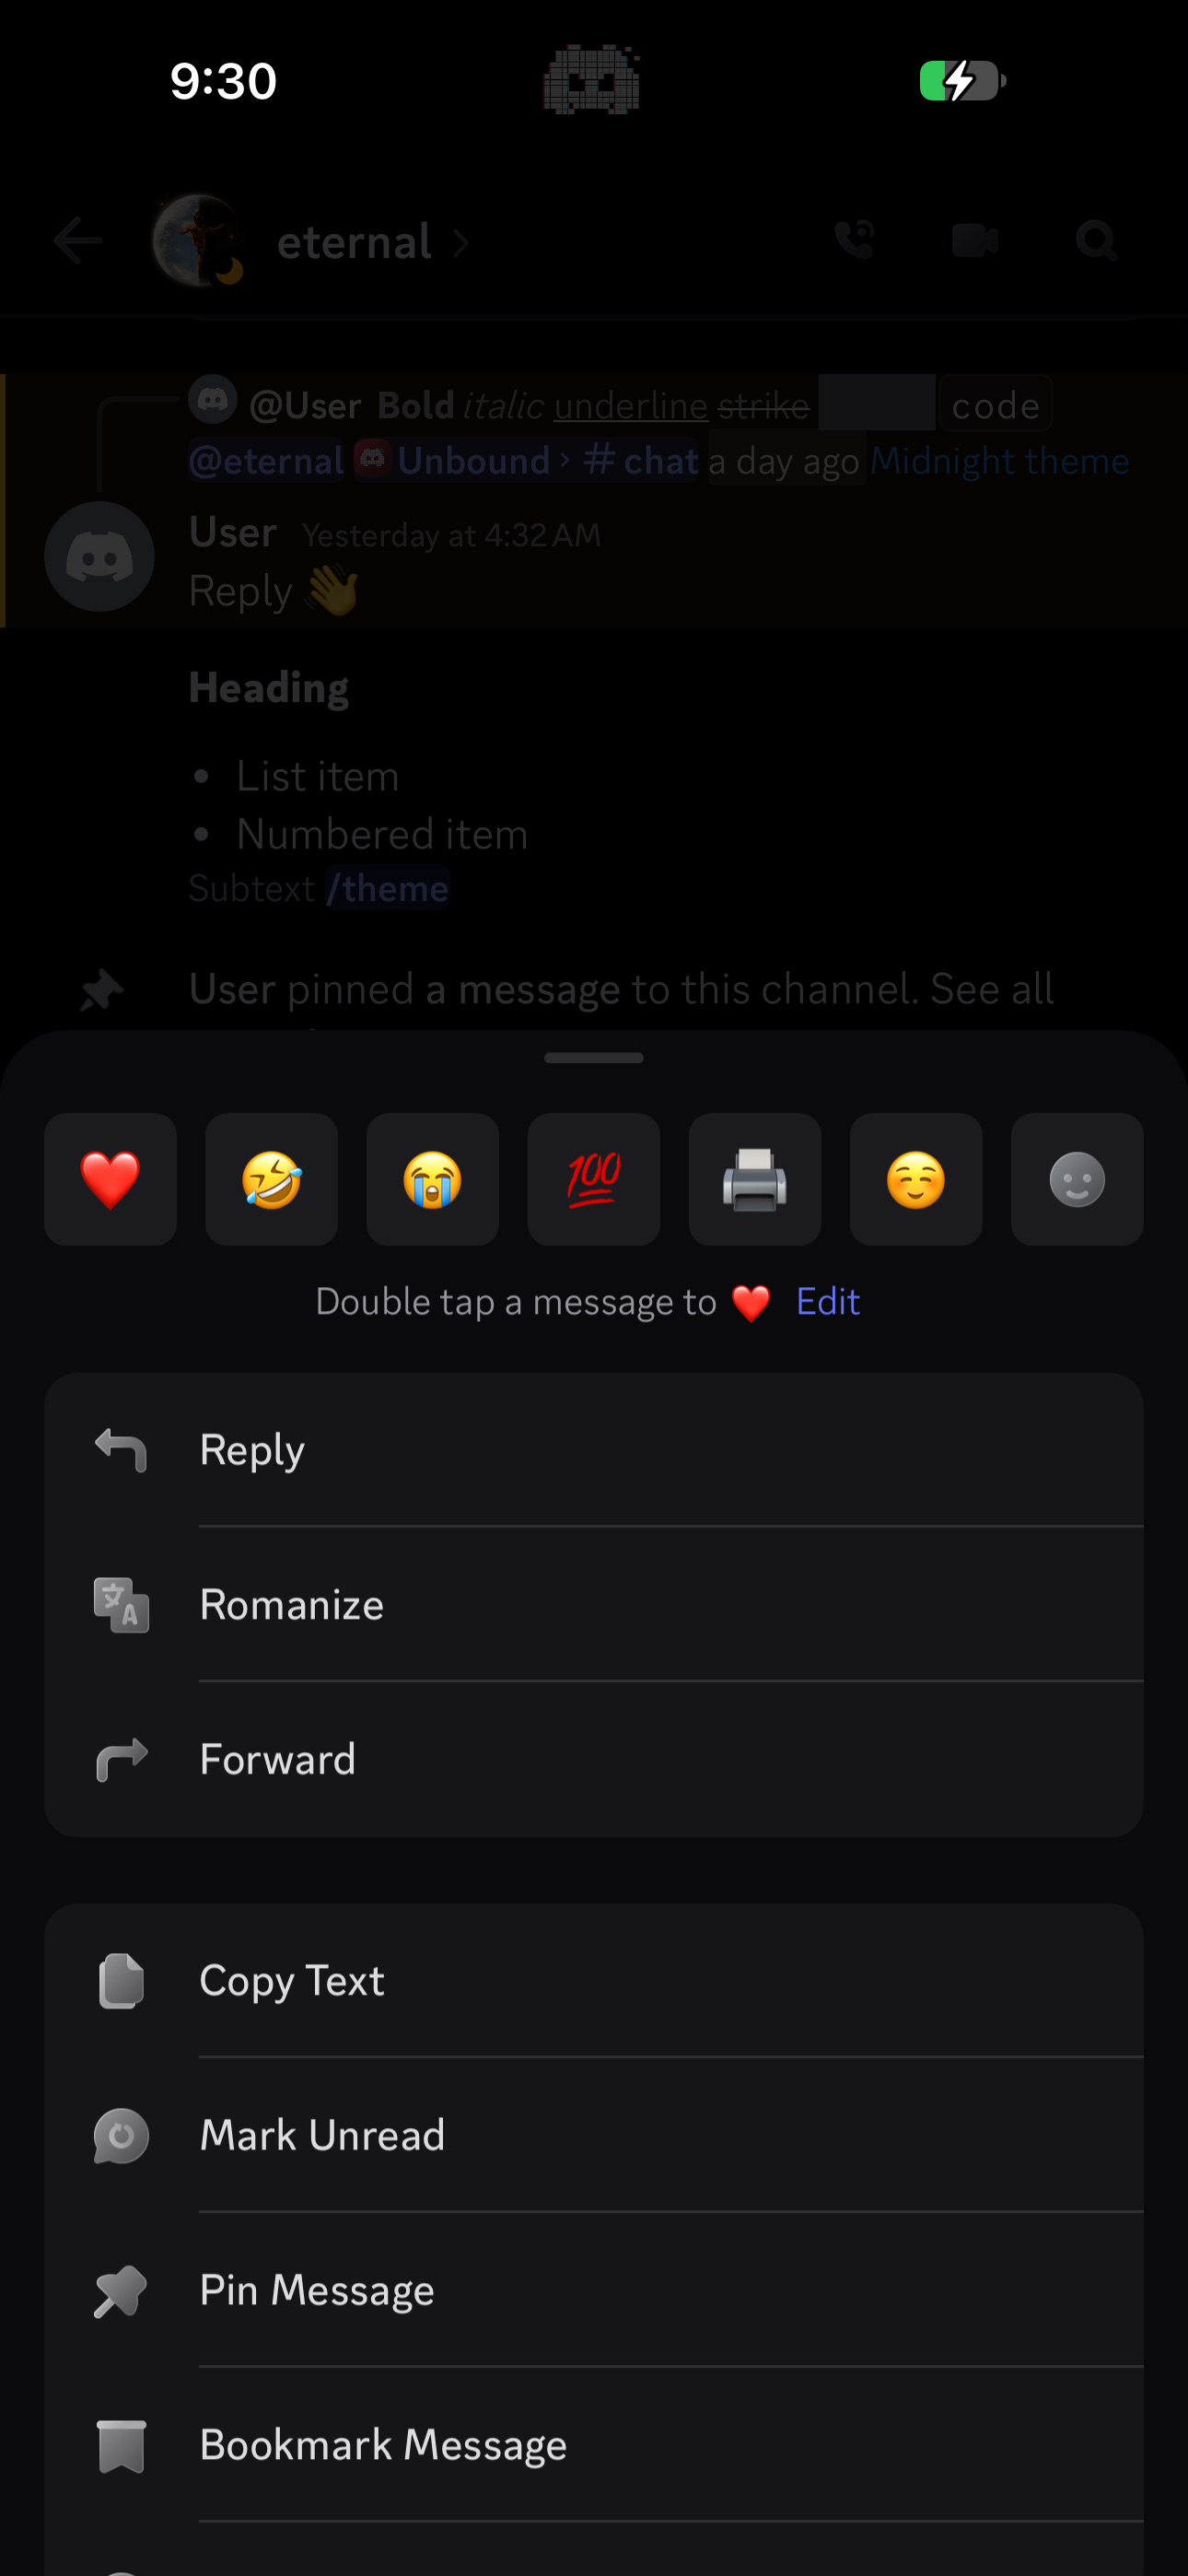 9:30
eternal
@User Bold italic underline strike code
@eternal Unbound › # chat a day ago Midnight theme
User Yesterday at 4:32 AM
Reply 👋
Heading
• List item
• Numbered item
Subtext /theme
User pinned a message to this channel. See all
Double tap a message to ❤️ Edit
Reply
Romanize
Forward
Copy Text
Mark Unread
Pin Message
Bookmark Message